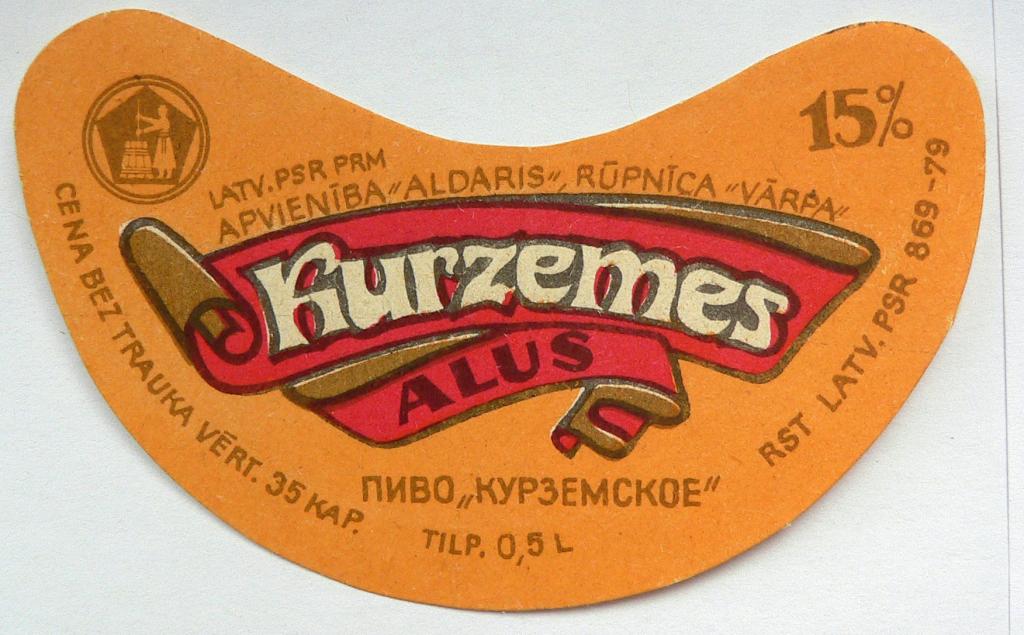 LATV. PSR PRM
APVIENĪBA „ALDARIS”, RŪPNĪCA „VĀRPA”
15%
Kurzemes
ALUS
ПИВО „КУРЗЕМСКОЕ”
TILP. 0,5 L
CENA BEZ TRAUKA VĒRT. 35 KAP.
RST LATV. PSR 869-79